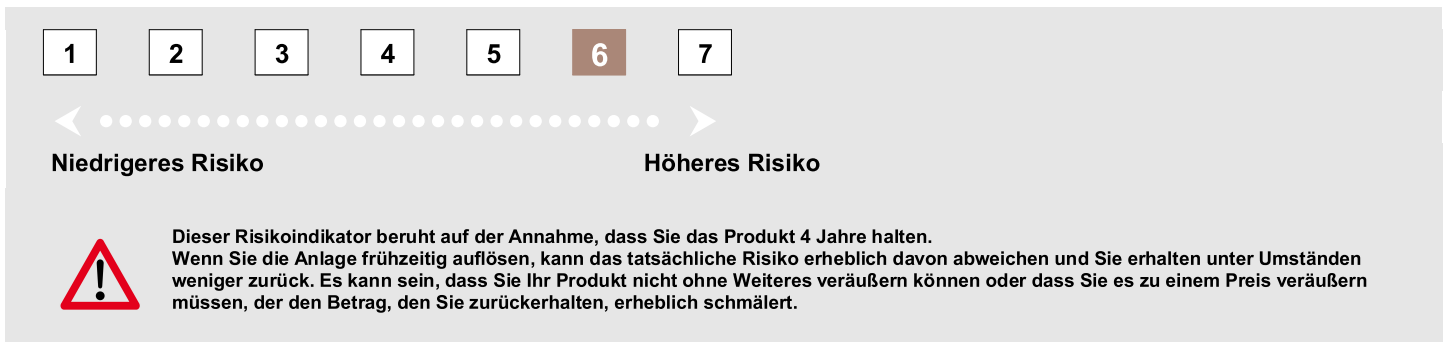 1 2 3 4 5 6 7
Niedrigeres Risiko Höheres Risiko
Dieser Risikoindikator beruht auf der Annahme, dass Sie das Produkt 4 Jahre halten.
Wenn Sie die Anlage frühzeitig auflösen, kann das tatsächliche Risiko erheblich davon abweichen und Sie erhalten unter Umständen
weniger zurück. Es kann sein, dass Sie Ihr Produkt nicht ohne Weiteres veräußern können oder dass Sie es zu einem Preis veräußern
müssen, der den Betrag, den Sie zurückerhalten, erheblich schmälert.